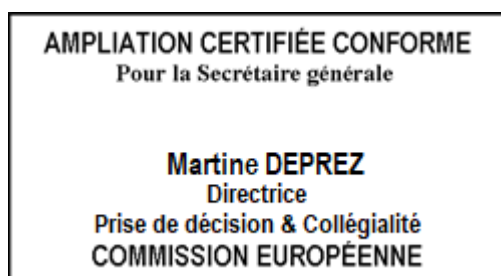 AMPLIATION CERTIFIÉE CONFORME
Pour la Secrétaire générale
Martine DEPREZ
Directrice
Prise de décision & Collégialité
COMMISSION EUROPÉENNE